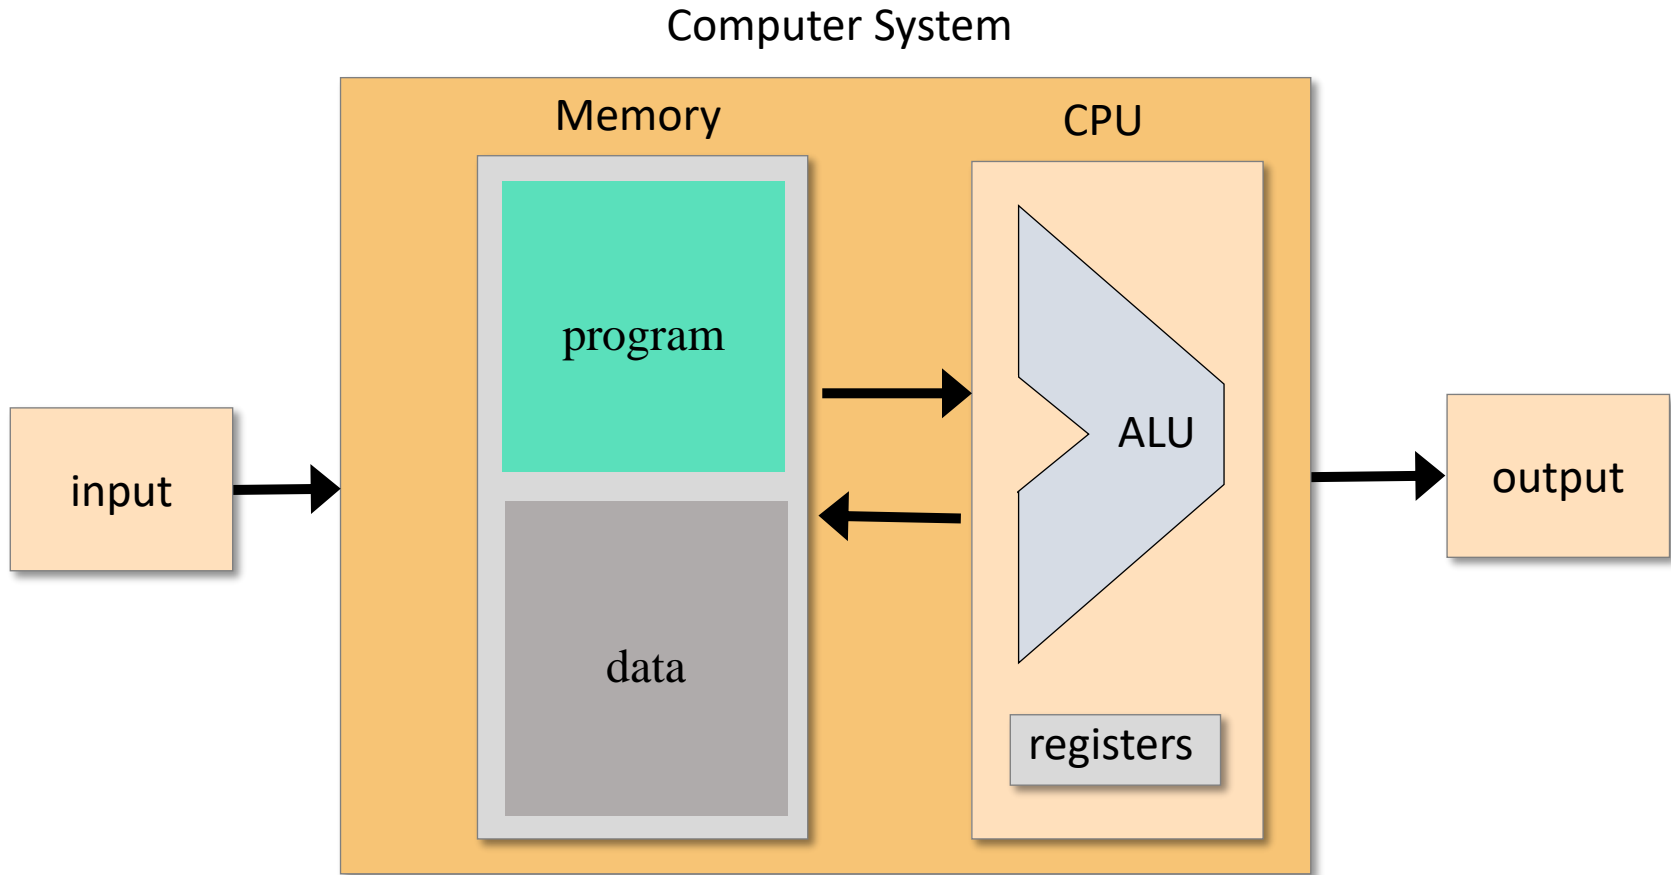 Computer System
Memory
CPU
program
ALU
input
output
data
registers